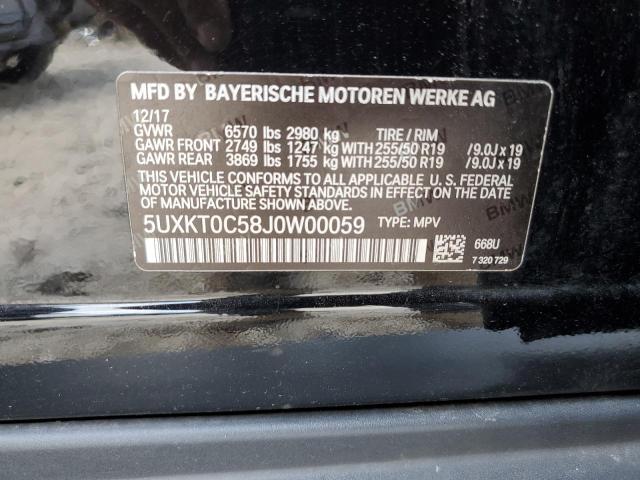 MFD BY BAYERISCHE MOTOREN WERKE AG
12/17
GVWR 6570 lbs 2980 kg TIRE / RIM
GAWR FRONT 2749 lbs 1247 kg WITH 255/50 R19 /9.0J x 19
GAWR REAR 3869 lbs 1755 kg WITH 255/50 R19 /9.0J x 19
THIS VEHICLE CONFORMS TO ALL APPLICABLE U. S. FEDERAL
MOTOR VEHICLE SAFETY STANDARDS IN EFFECT ON THE DATE
OF MANUFACTURE SHOWN ABOVE.
5UXKT0C58J0W00059 TYPE: MPV
668U
7 320 729